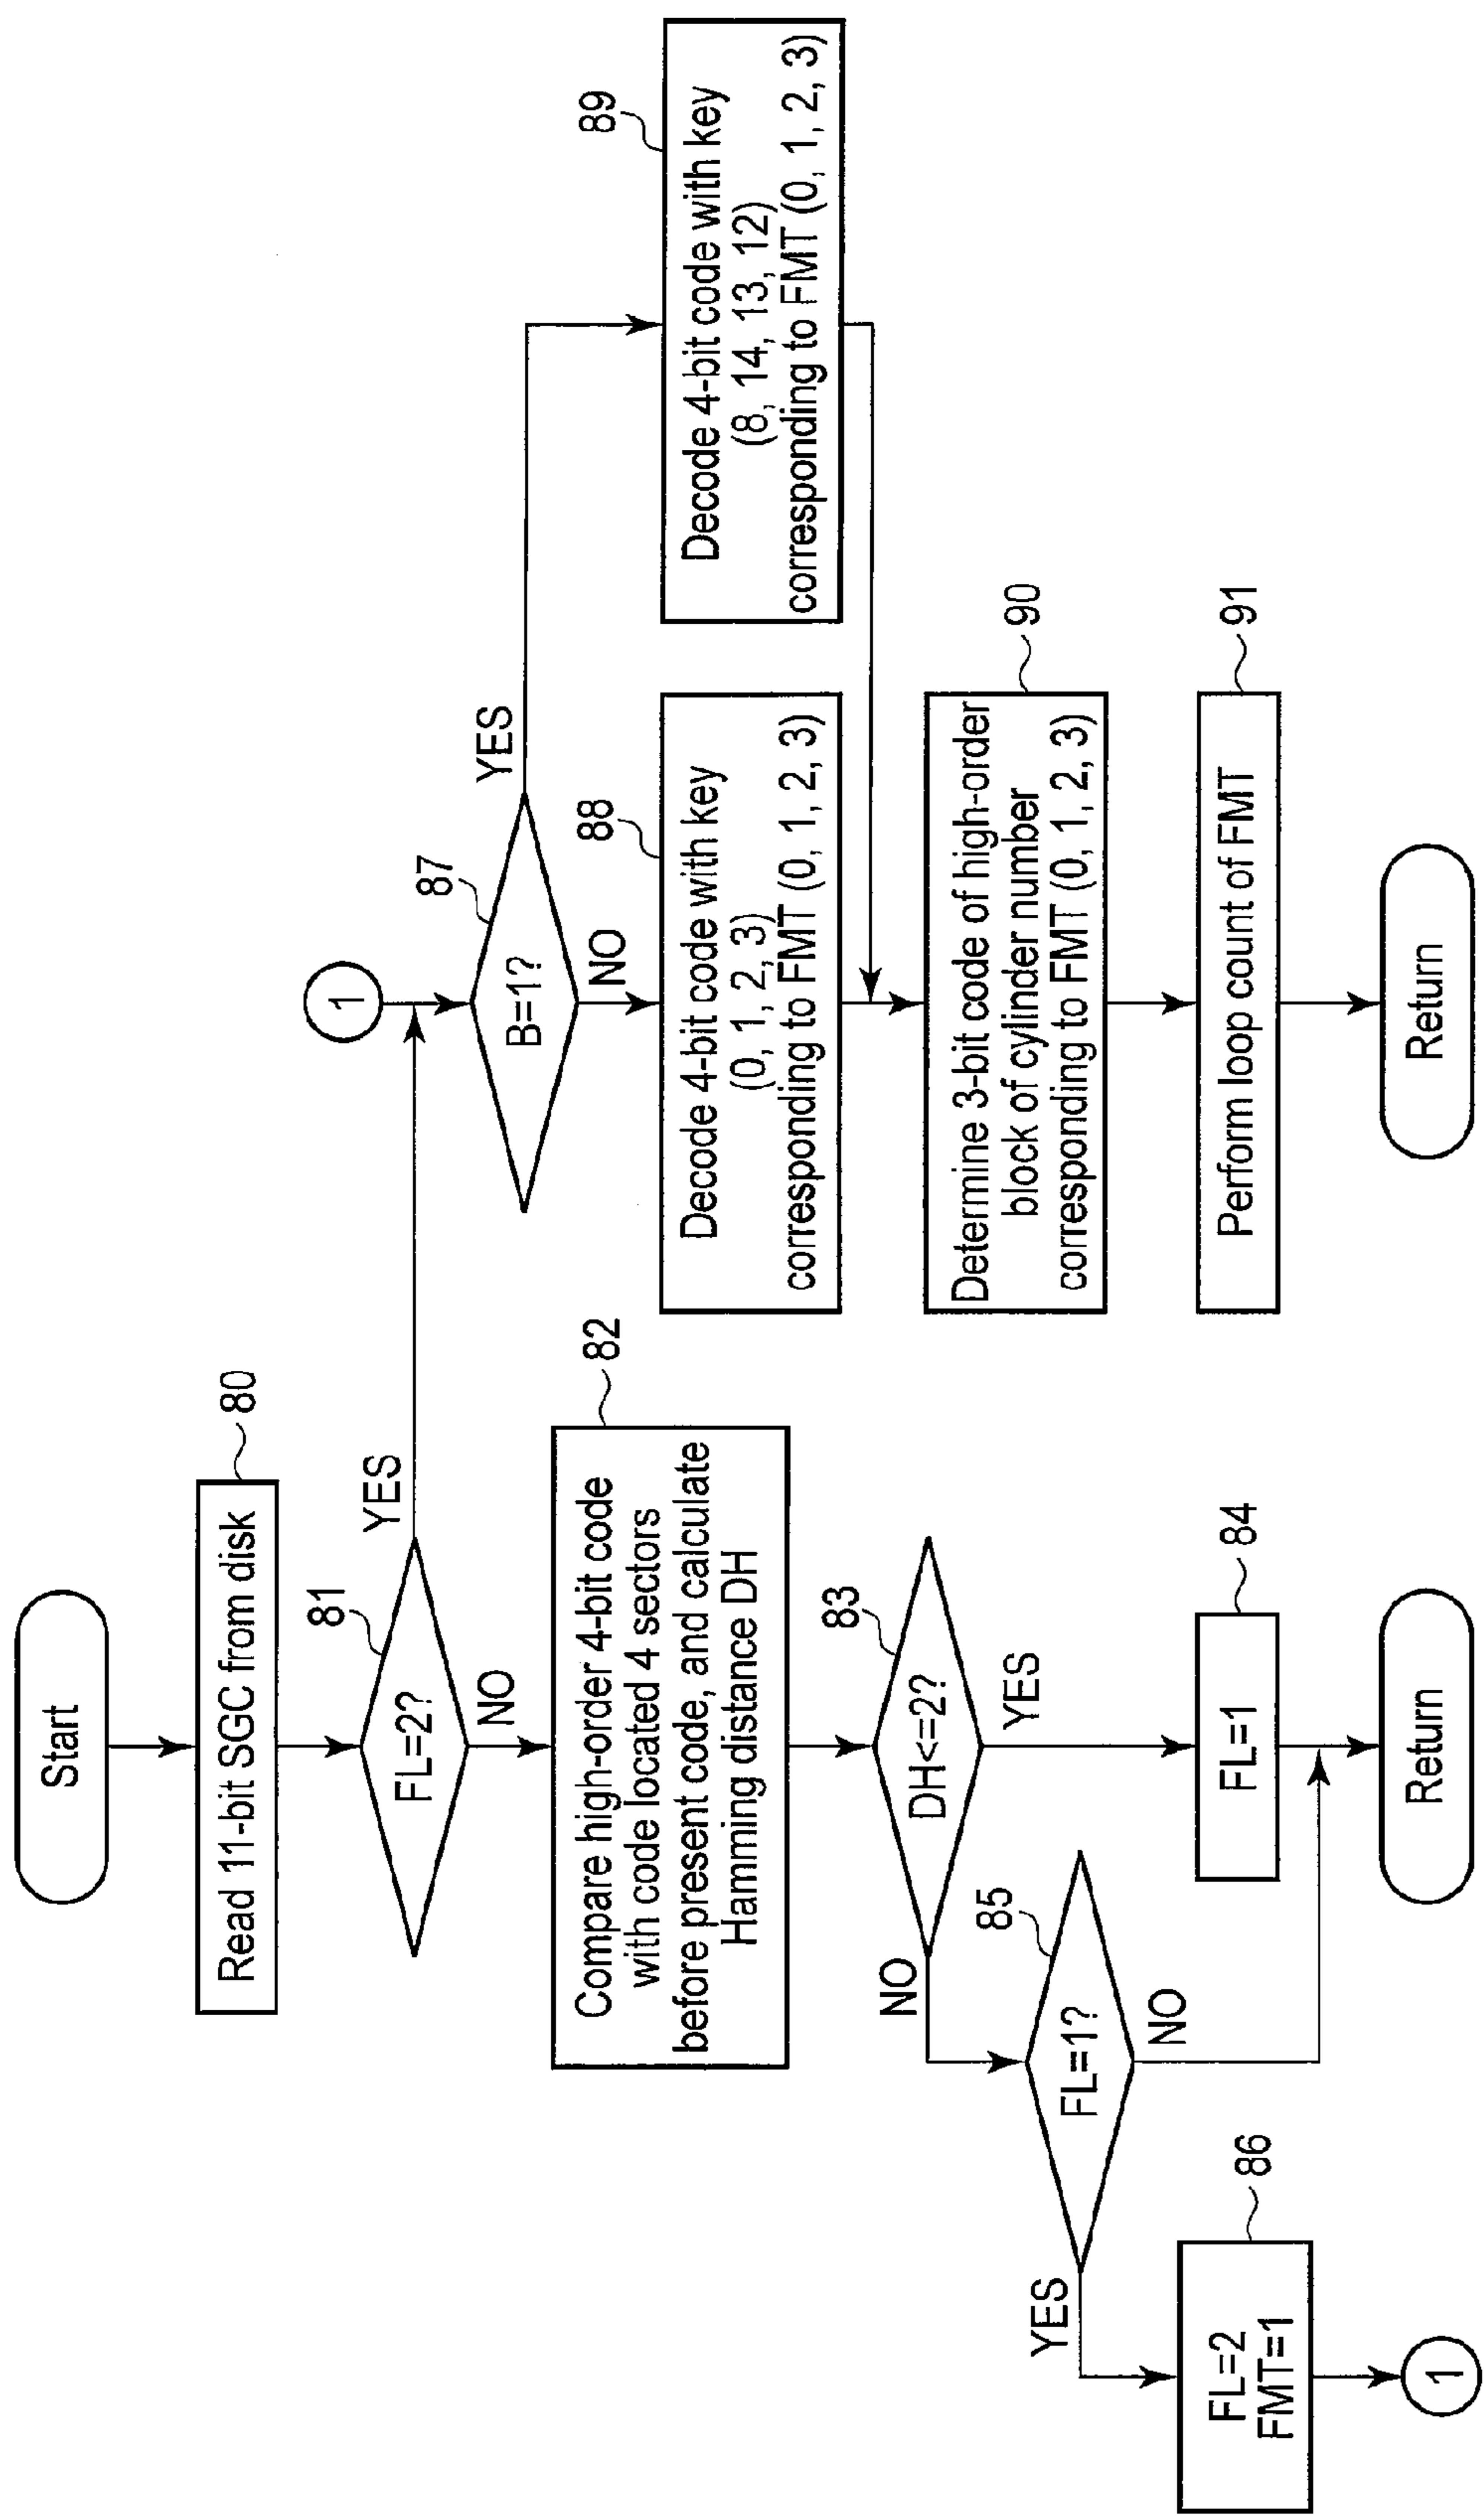 Start
Read 11-bit SGC from disk
80
FL=2?
81
YES
NO
Compare high-order 4-bit code
with code located 4 sectors
before present code, and calculate
Hamming distance DH
82
DH<=2?
83
NO
YES
FL=1?
85
YES
NO
FL=1
84
FL=2
FMT=1
86
1
Return
1
B=1?
87
YES
NO
Decode 4-bit code with key
(0, 1, 2, 3)
corresponding to FMT (0, 1, 2, 3)
88
Decode 4-bit code with key
(8, 14, 13, 12)
corresponding to FMT (0, 1, 2, 3)
89
Determine 3-bit code of high-order
block of cylinder number
corresponding to FMT (0, 1, 2, 3)
90
Perform loop count of FMT
91
Return